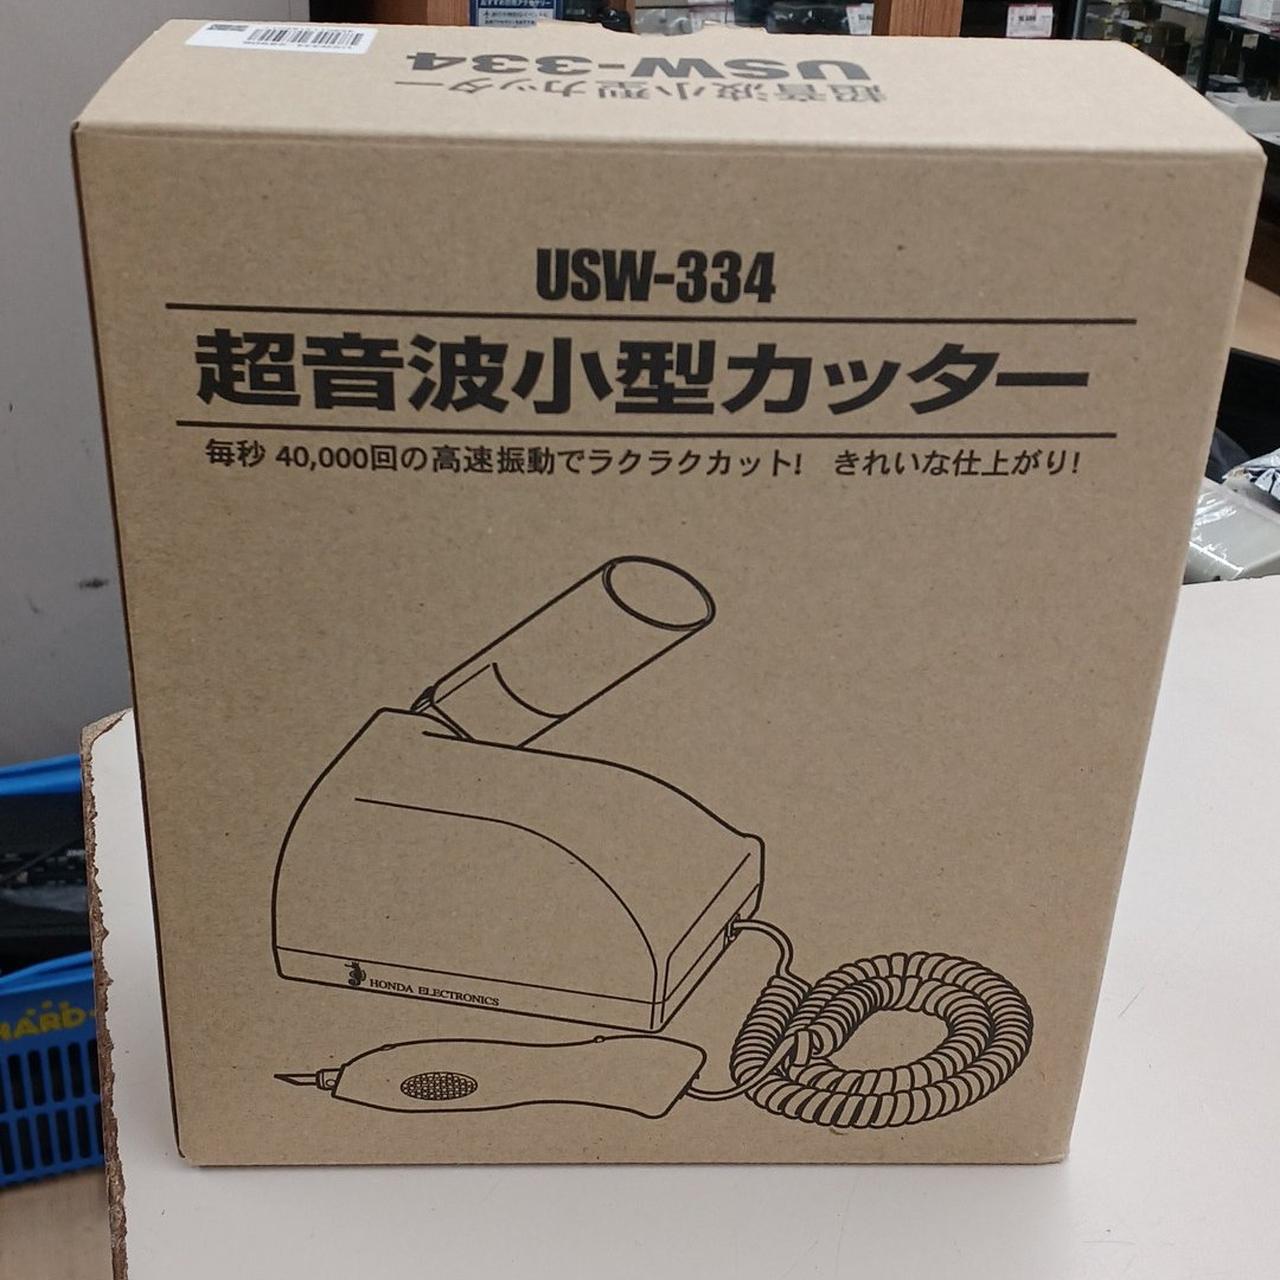 USW-334
超音波小型カッター
USW-334
超音波小型カッター
毎秒 40,000回の高速振動でラクラクカット! きれいな仕上がり!
HONDA ELECTRONICS
HARD